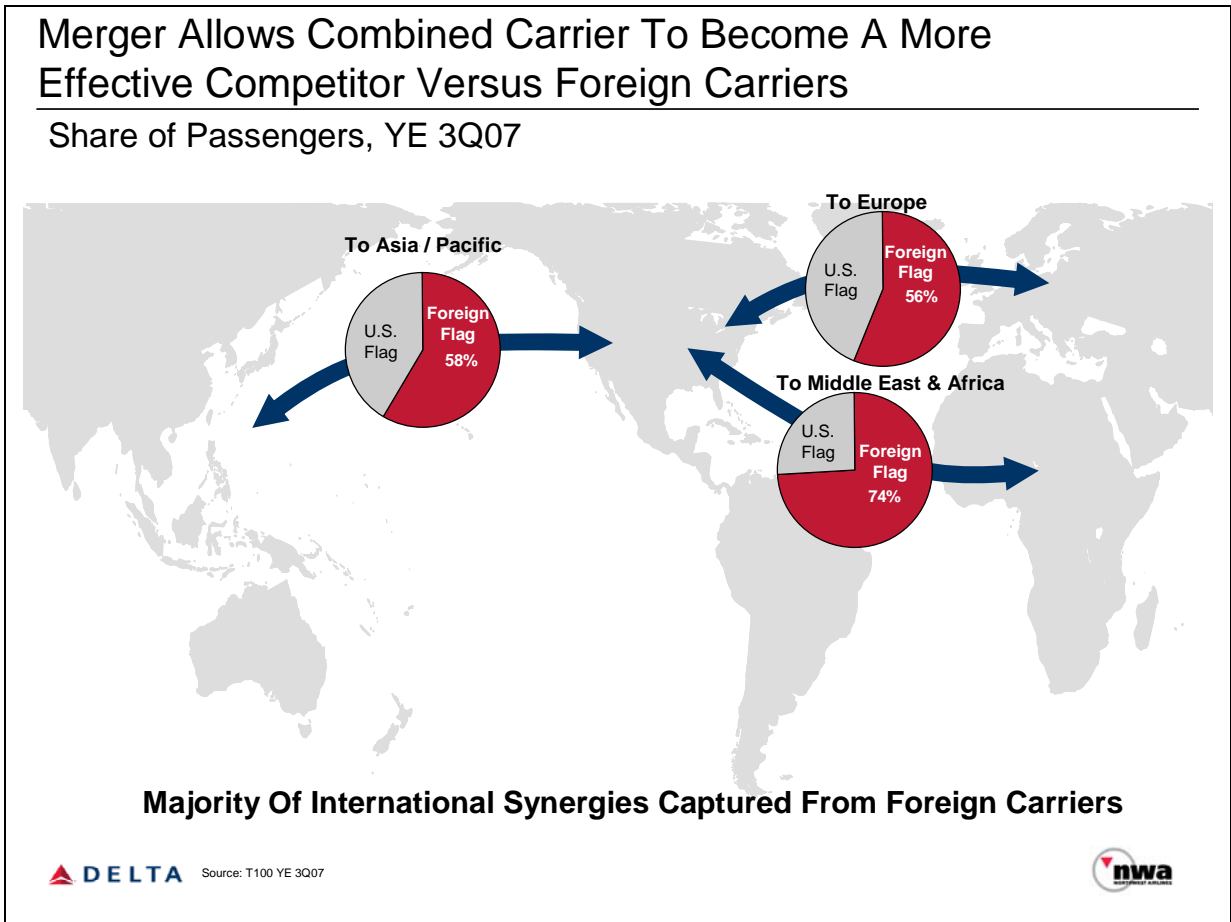 Merger Allows Combined Carrier To Become A More
Effective Competitor Versus Foreign Carriers
Share of Passengers, YE 3Q07
To Asia / Pacific
U.S.
Flag
Foreign
Flag
58%
To Europe
U.S.
Flag
Foreign
Flag
56%
To Middle East & Africa
U.S.
Flag
Foreign
Flag
74%
Majority Of International Synergies Captured From Foreign Carriers
DELTA
Source: T100 YE 3Q07
nwa
NORTHWEST AIRLINES